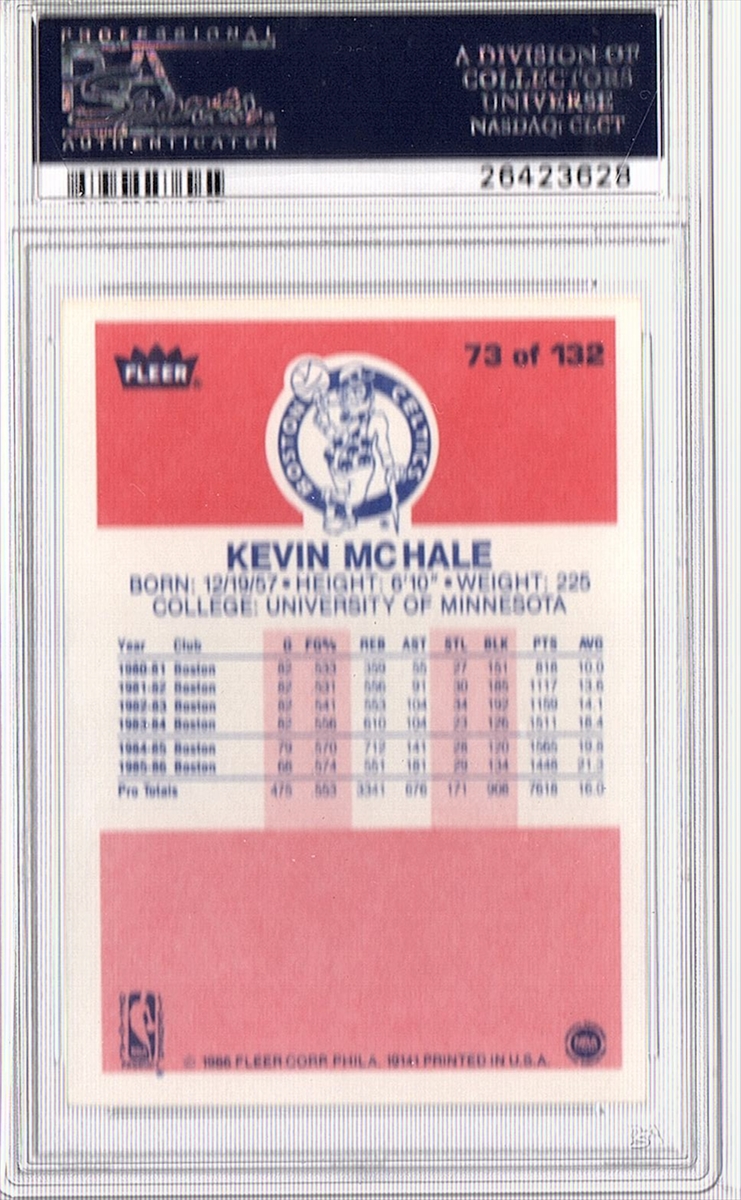 PROFESSIONAL
PSA
AUTHENTICATOR
A DIVISION OF
COLLECTORS
UNIVERSE
NASDAQ: CLCT
26423628
FLEER®
73 of 132
BOSTON CELTICS
KEVIN MC HALE
BORN: 12/19/57 • HEIGHT: 6'10" • WEIGHT: 225
COLLEGE: UNIVERSITY OF MINNESOTA
Year Club G FG% REB AST STL BLK PTS AVG
1980-81 Boston 82 .533 359 55 27 151 818 10.0
1981-82 Boston 82 .531 556 91 30 185 1117 13.6
1982-83 Boston 82 .541 553 104 34 192 1159 14.1
1983-84 Boston 82 .556 610 104 23 126 1511 18.4
1984-85 Boston 79 .570 712 141 28 120 1565 19.8
1985-86 Boston 68 .574 551 181 29 134 1448 21.3
Pro Totals 475 .553 3341 676 171 908 7618 16.0
© 1986 FLEER CORP. PHILA. 19141 PRINTED IN U.S.A.